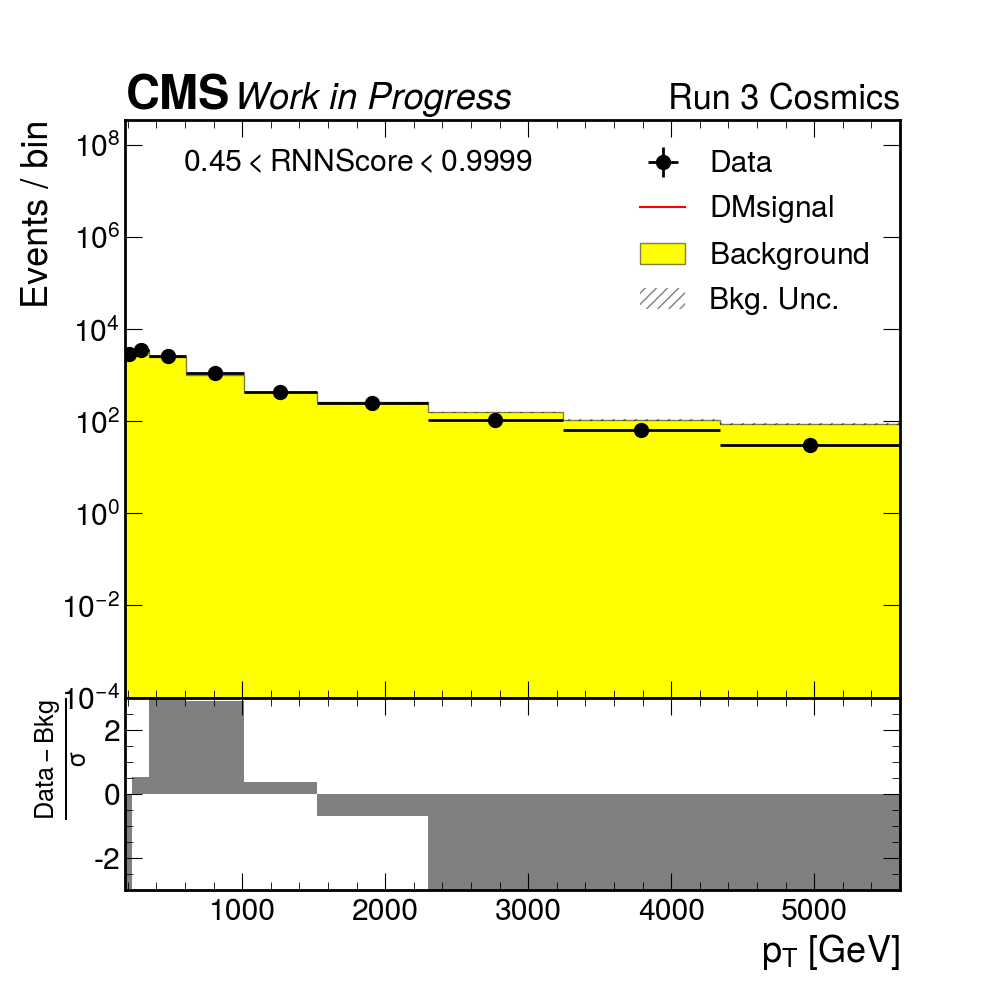 CMS Work in Progress Run 3 Cosmics
Events / bin
0.45 < RNNScore < 0.9999
Data
DMsignal
Background
Bkg. Unc.
10⁸
10⁶
10⁴
10²
10⁰
10⁻²
10⁻⁴
Data – Bkg
σ
2
0
-2
1000 2000 3000 4000 5000
p_T [GeV]